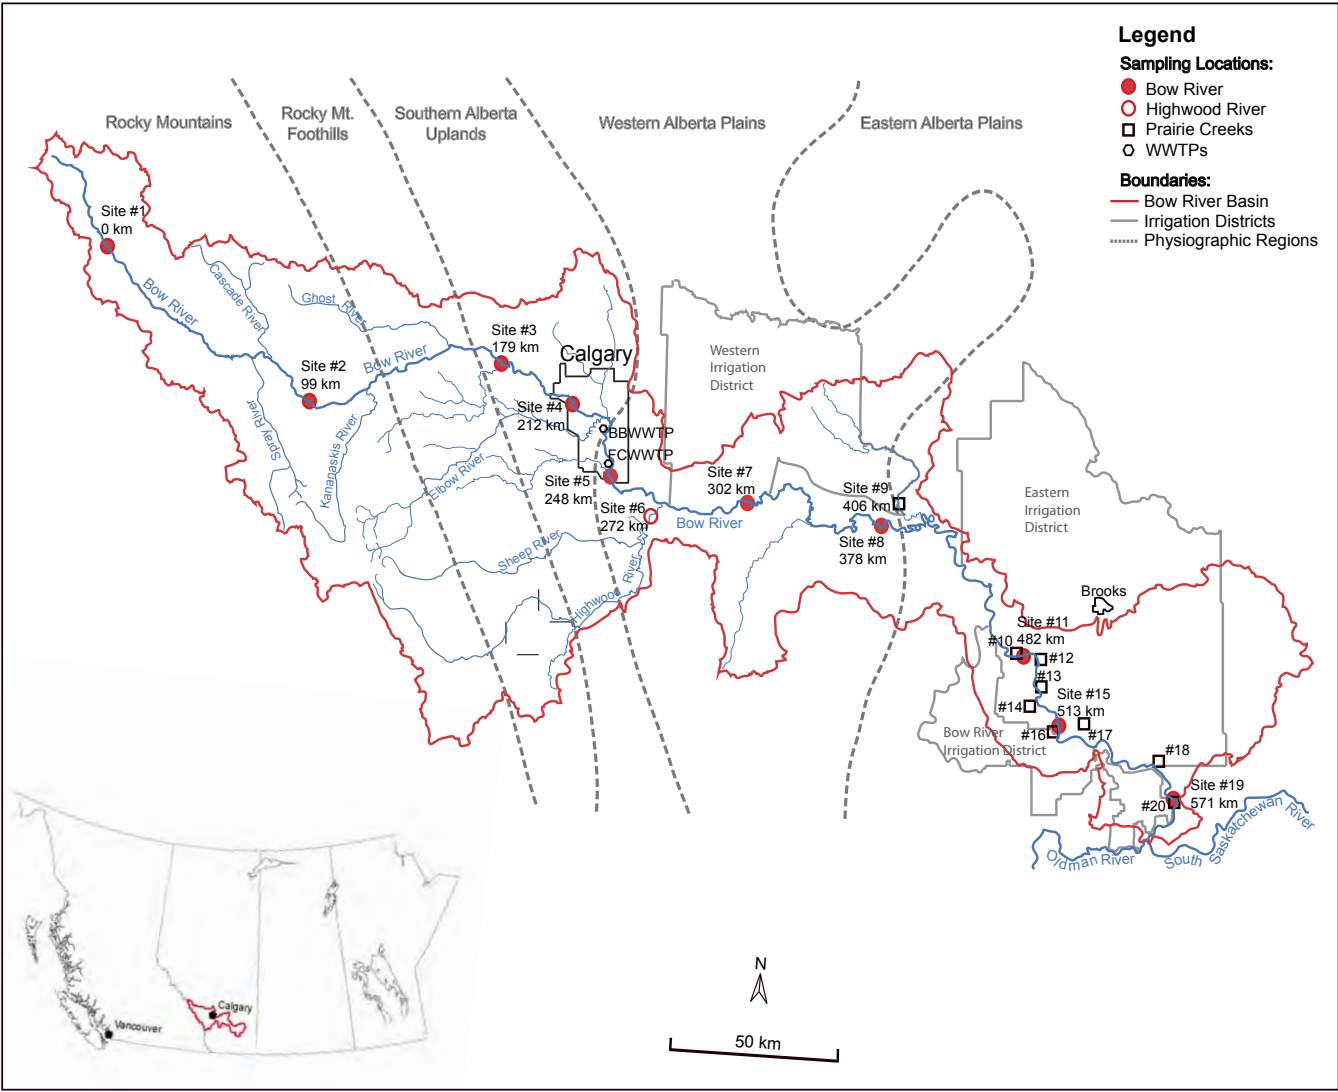 Legend
Sampling Locations:
Bow River
Highwood River
Prairie Creeks
WWTPs
Boundaries:
Bow River Basin
Irrigation Districts
Physiographic Regions
Rocky Mountains
Rocky Mt.
Foothills
Southern Alberta
Uplands
Western Alberta Plains
Eastern Alberta Plains
Site #1
0 km
Bow River
Cascade River
Ghost River
Site #2
99 km
Bow River
Site #3
179 km
Calgary
Site #4
212 km
BBWWTP
FCWWTP
Spray River
Kananaskis River
Elbow River
Site #5
248 km
Site #6
272 km
Sheep River
Highwood River
Bow River
Western
Irrigation
District
Site #7
302 km
Site #9
406 km
Site #8
378 km
Eastern
Irrigation
District
Brooks
Site #11
482 km
#10
#12
#13
#14
Site #15
513 km
#16
#17
Bow River
Irrigation District
#18
Site #19
571 km
#20
Oldman River
South Saskatchewan River
Calgary
Vancouver
N
50 km